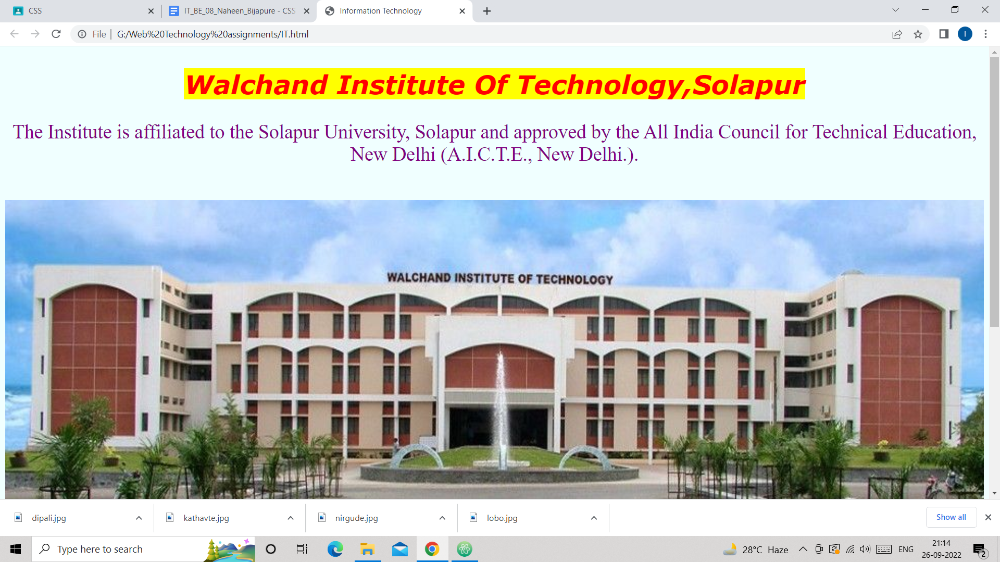 CSS
IT_BE_08_Naheen_Bijapure - CSS
Information Technology
File
G:/Web%20Technology%20assignments/IT.html
I
Walchand Institute Of Technology,Solapur
The Institute is affiliated to the Solapur University, Solapur and approved by the All India Council for Technical Education,
New Delhi (A.I.C.T.E., New Delhi.).
WALCHAND INSTITUTE OF TECHNOLOGY
dipali.jpg
kathavte.jpg
nirgude.jpg
lobo.jpg
Show all
Type here to search
28°C Haze
ENG
21:14
26-09-2022
2